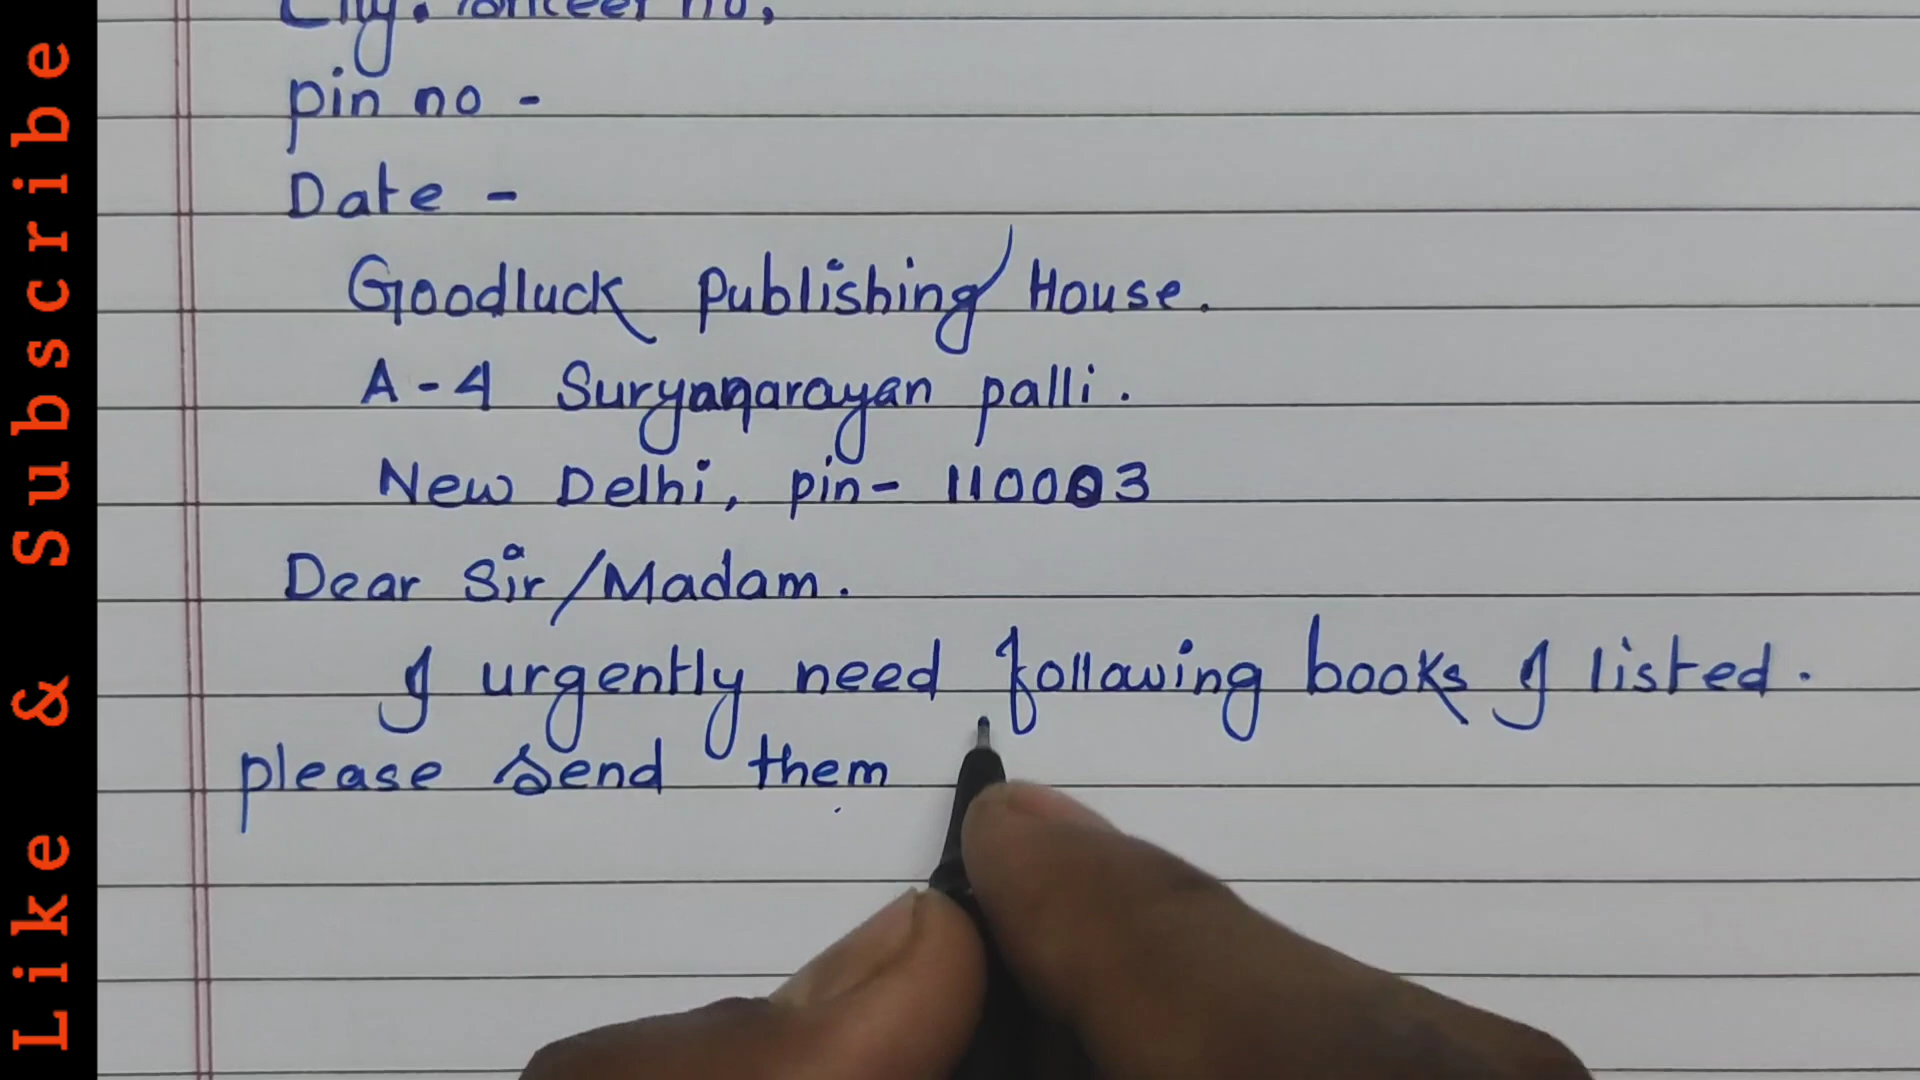 Like & Subscribe
City,
pin no -
Date -
Goodluck Publishing House.
A-4 Suryanarayan palli.
New Delhi, pin- 110003
Dear Sir/Madam.
I urgently need following books I listed.
please send them